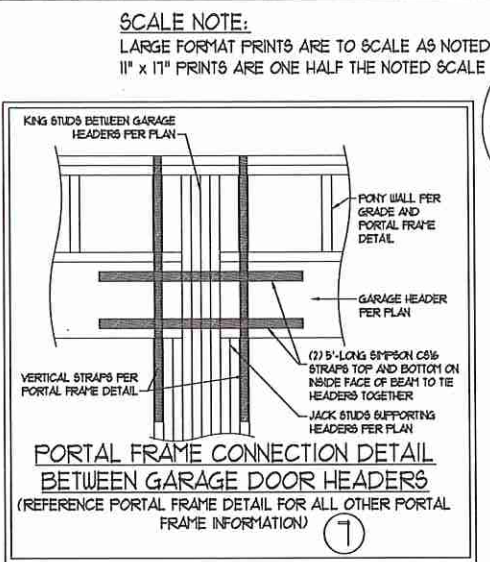 SCALE NOTE:
LARGE FORMAT PRINTS ARE TO SCALE AS NOTED
11" x 17" PRINTS ARE ONE HALF THE NOTED SCALE
KING STUDS BETWEEN GARAGE
HEADERS PER PLAN
PONY WALL PER
GRADE AND
PORTAL FRAME
DETAIL
GARAGE HEADER
PER PLAN
(2) 5'-LONG SIMPSON CS16
STRAPS TOP AND BOTTOM ON
INSIDE FACE OF BEAM TO TIE
HEADERS TOGETHER
VERTICAL STRAPS PER
PORTAL FRAME DETAIL
JACK STUDS SUPPORTING
HEADERS PER PLAN
PORTAL FRAME CONNECTION DETAIL
BETWEEN GARAGE DOOR HEADERS
(REFERENCE PORTAL FRAME DETAIL FOR ALL OTHER PORTAL
FRAME INFORMATION)
7